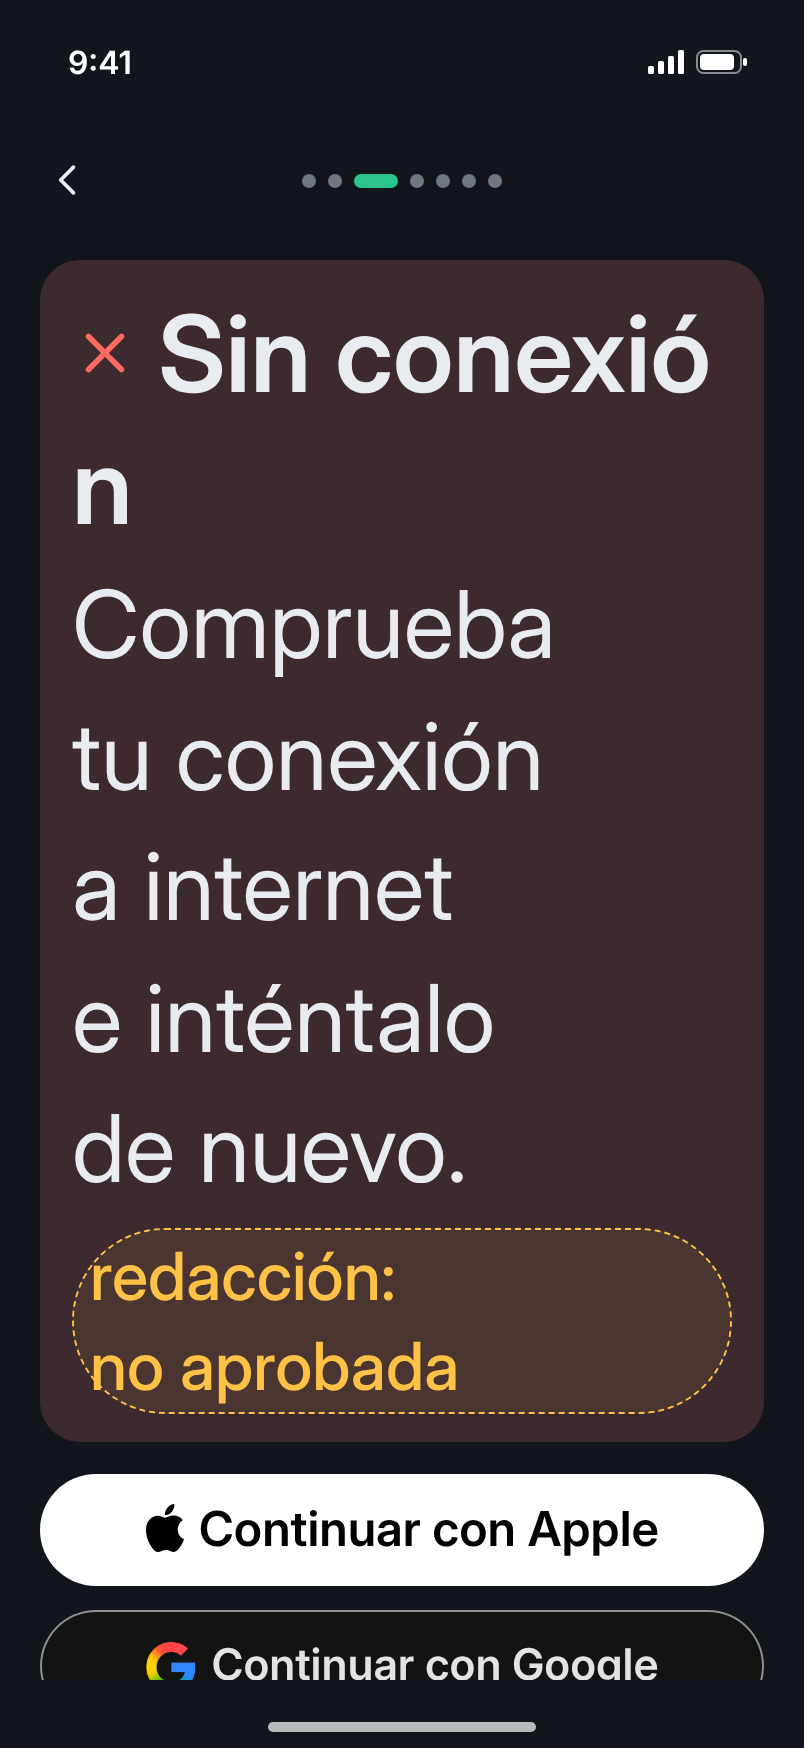 9:41
Sin conexió
n
Comprueba
tu conexión
a internet
e inténtalo
de nuevo.
redacción:
no aprobada
Continuar con Apple
Continuar con Google